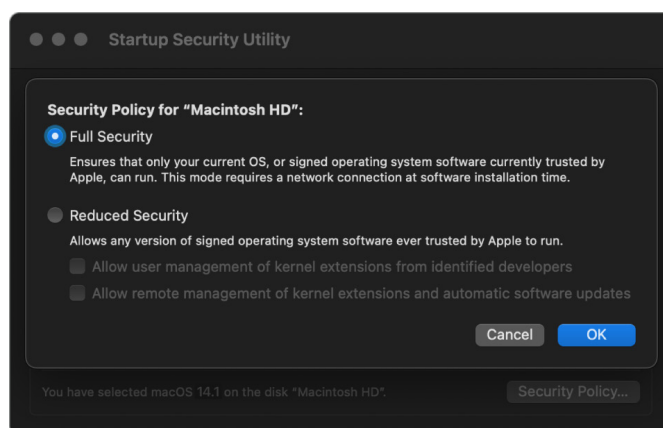 Startup Security Utility
Security Policy for “Macintosh HD”:
Full Security
Ensures that only your current OS, or signed operating system software currently trusted by
Apple, can run. This mode requires a network connection at software installation time.
Reduced Security
Allows any version of signed operating system software ever trusted by Apple to run.
Allow user management of kernel extensions from identified developers
Allow remote management of kernel extensions and automatic software updates
Cancel OK
You have selected macOS 14.1 on the disk “Macintosh HD”. Security Policy...